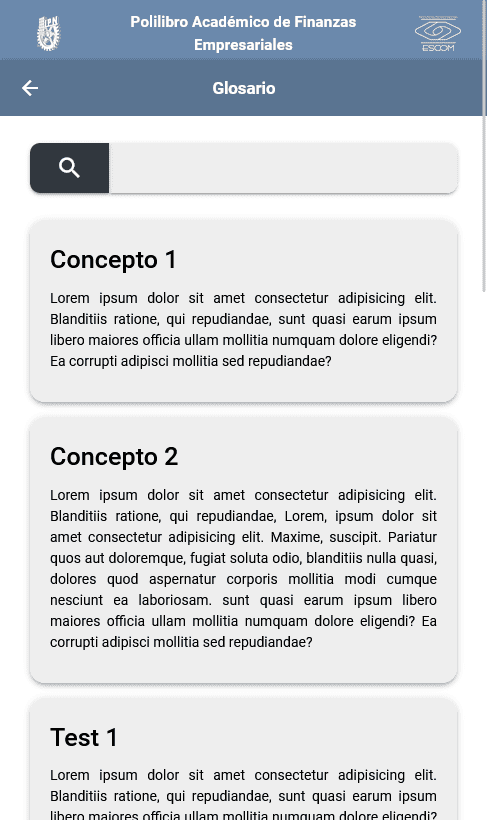 Polilibro Académico de Finanzas
Empresariales
ESCOM
Glosario
Concepto 1
Lorem ipsum dolor sit amet consectetur adipisicing elit.
Blanditiis ratione, qui repudiandae, sunt quasi earum ipsum
libero maiores officia ullam mollitia numquam dolore eligendi?
Ea corrupti adipisci mollitia sed repudiandae?
Concepto 2
Lorem ipsum dolor sit amet consectetur adipisicing elit.
Blanditiis ratione, qui repudiandae, Lorem, ipsum dolor sit
amet consectetur adipisicing elit. Maxime, suscipit. Pariatur
quos aut doloremque, fugiat soluta odio, blanditiis nulla quasi,
dolores quod aspernatur corporis mollitia modi cumque
nesciunt ea laboriosam. sunt quasi earum ipsum libero
maiores officia ullam mollitia numquam dolore eligendi? Ea
corrupti adipisci mollitia sed repudiandae?
Test 1
Lorem ipsum dolor sit amet consectetur adipisicing elit.
Blanditiis ratione, qui repudiandae, sunt quasi earum ipsum
libero maiores officia ullam mollitia numquam dolore eligendi?